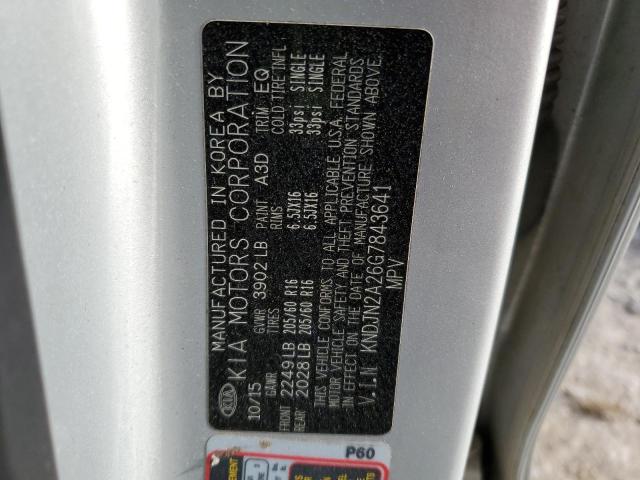 MANUFACTURED IN KOREA BY
KIA KIA MOTORS CORPORATION
10/15 GVWR 3902LB PAINT A3D TRIM EQ
GAWR TIRES RIMS COLD TIRE INFL
FRONT 2249LB 205/60 R16 6.5JX16 33psi SINGLE
REAR 2028LB 205/60 R16 6.5JX16 33psi SINGLE
THIS VEHICLE CONFORMS TO ALL APPLICABLE U.S.A. FEDERAL
MOTOR VEHICLE SAFETY AND THEFT PREVENTION STANDARDS
IN EFFECT ON THE DATE OF MANUFACTURE SHOWN ABOVE.
V.I.N KNDJN2A26G7843641
MPV
P60